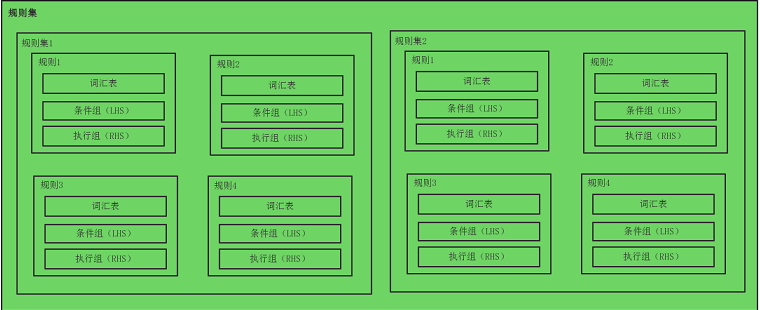 规则集
规则集1
规则1
词汇表
条件组（LHS）
执行组（RHS）
规则2
词汇表
条件组（LHS）
执行组（RHS）
规则3
词汇表
条件组（LHS）
执行组（RHS）
规则4
词汇表
条件组（LHS）
执行组（RHS）
规则集2
规则1
词汇表
条件组（LHS）
执行组（RHS）
规则2
词汇表
条件组（LHS）
执行组（RHS）
规则3
词汇表
条件组（LHS）
执行组（RHS）
规则4
词汇表
条件组（LHS）
执行组（RHS）